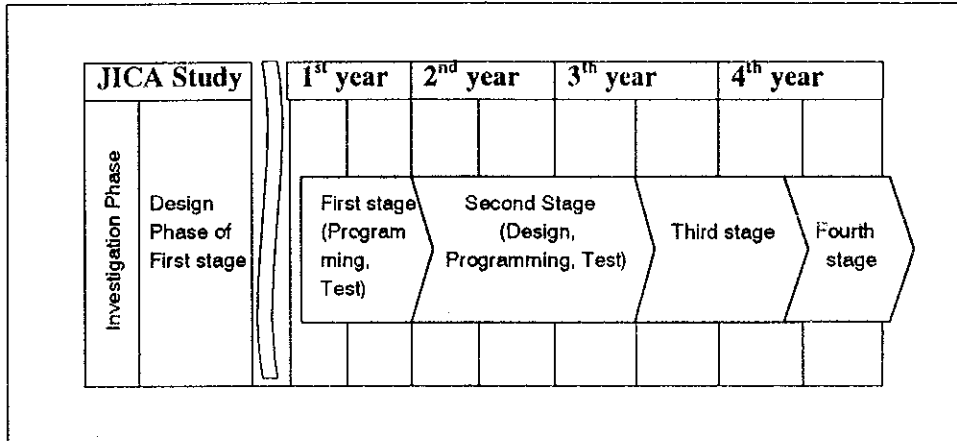 JICA Study
1st year
2nd year
3th year
4th year
Investigation Phase
Design
Phase of
First stage
First stage
(Program
ming,
Test)
Second Stage
(Design,
Programming, Test)
Third stage
Fourth
stage